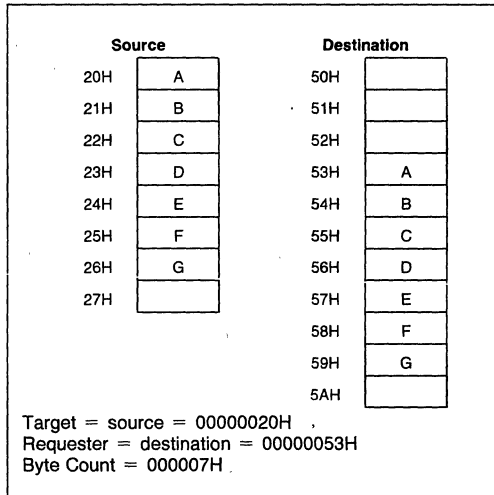 Source Destination
20H A 50H
21H B 51H
22H C 52H
23H D 53H A
24H E 54H B
25H F 55H C
26H G 56H D
27H 57H E
58H F
59H G
5AH
Target = source = 00000020H
Requester = destination = 00000053H
Byte Count = 000007H